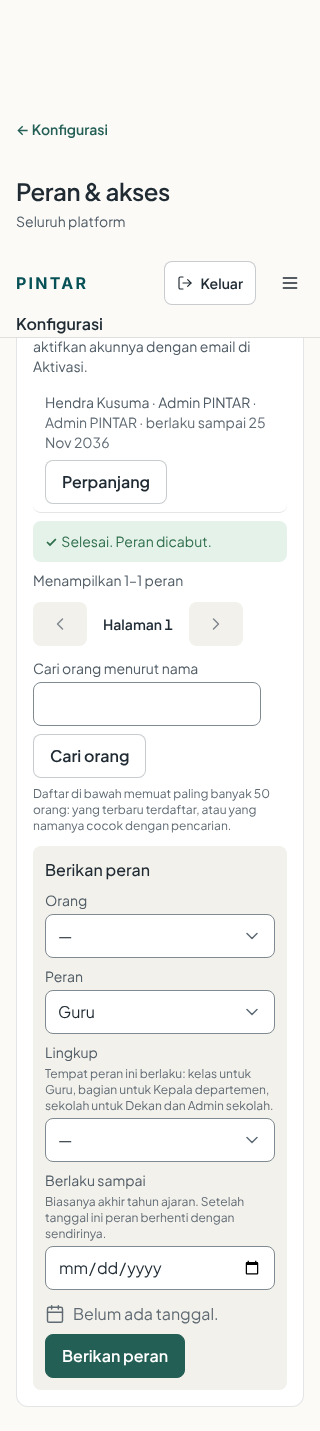 ← Konfigurasi
Peran & akses
Seluruh platform
PINTAR
Keluar
Konfigurasi
aktifkan akunnya dengan email di
Aktivasi.
Hendra Kusuma · Admin PINTAR ·
Admin PINTAR · berlaku sampai 25
Nov 2036
Perpanjang
✓ Selesai. Peran dicabut.
Menampilkan 1–1 peran
Halaman 1
Cari orang menurut nama
Cari orang
Daftar di bawah memuat paling banyak 50
orang: yang terbaru terdaftar, atau yang
namanya cocok dengan pencarian.
Berikan peran
Orang
—
Peran
Guru
Lingkup
Tempat peran ini berlaku: kelas untuk
Guru, bagian untuk Kepala departemen,
sekolah untuk Dekan dan Admin sekolah.
—
Berlaku sampai
Biasanya akhir tahun ajaran. Setelah
tanggal ini peran berhenti dengan
sendirinya.
mm/dd/yyyy
Belum ada tanggal.
Berikan peran